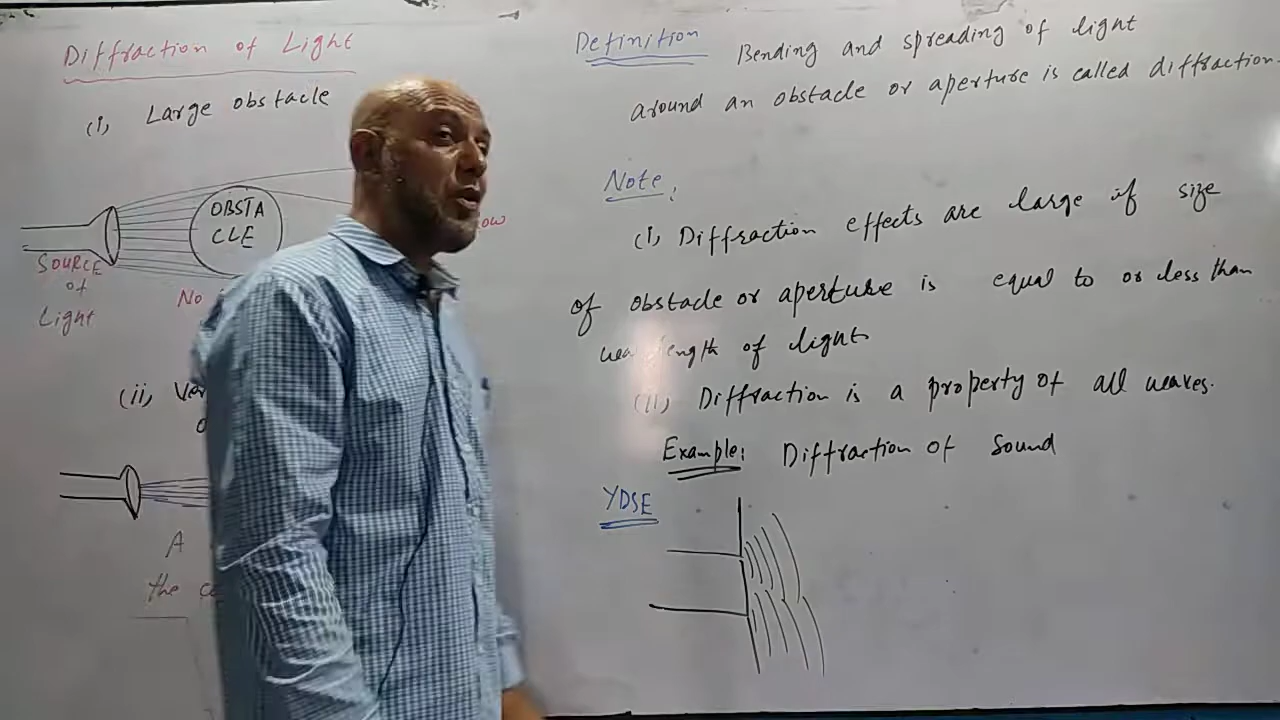 Diffraction of Light
(i) Large obstacle
OBSTA
CLE
SOURCE
of
Light
No
(ii)
A
the
Definition Bending and spreading of light
around an obstacle or aperture is called diffraction.
Note:
(i) Diffraction effects are large if size
of obstacle or aperture is equal to or less than
length of light
(ii) Diffraction is a property of all waves.
Example: Diffraction of Sound
YDSE